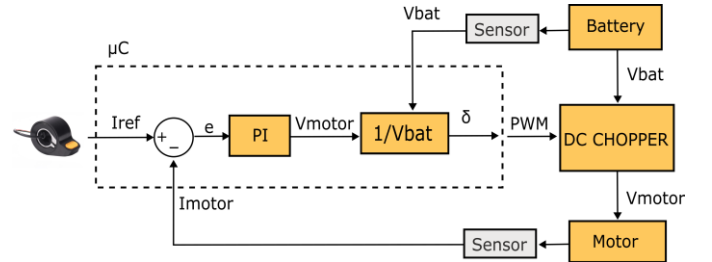 Vbat
Sensor
Battery
μC
Vbat
Iref
+
−
e
PI
Vmotor
1/Vbat
δ
PWM
DC CHOPPER
Imotor
Vmotor
Sensor
Motor